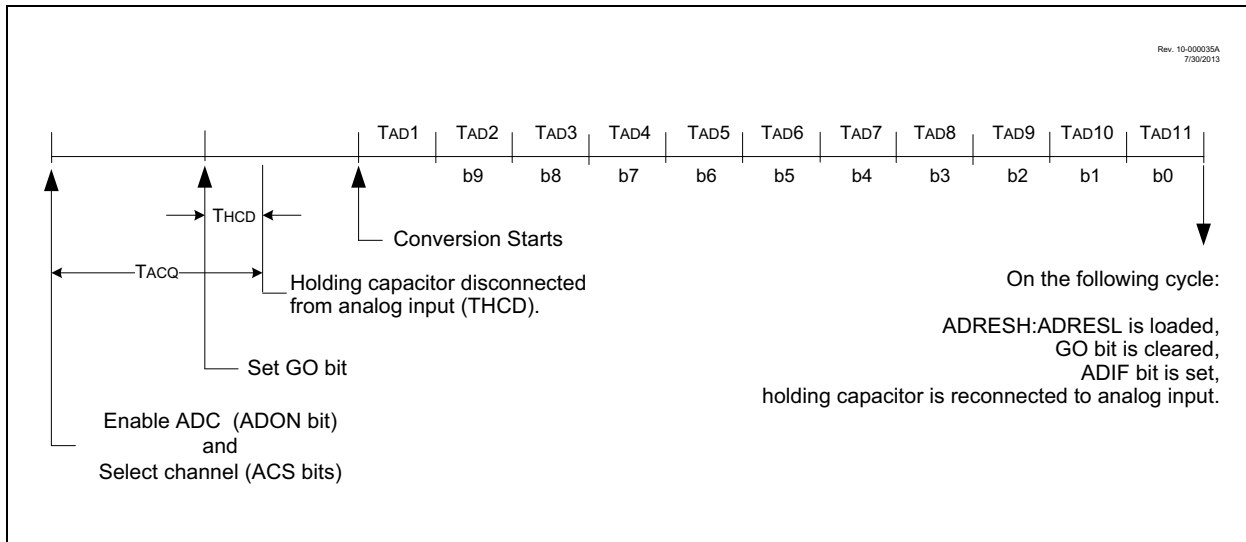 Rev. 10-000035A
7/30/2013
TAD1 TAD2 TAD3 TAD4 TAD5 TAD6 TAD7 TAD8 TAD9 TAD10 TAD11
b9 b8 b7 b6 b5 b4 b3 b2 b1 b0
THCD
Conversion Starts
TACQ
Holding capacitor disconnected
from analog input (THCD).
Set GO bit
Enable ADC (ADON bit)
and
Select channel (ACS bits)
On the following cycle:
ADRESH:ADRESL is loaded,
GO bit is cleared,
ADIF bit is set,
holding capacitor is reconnected to analog input.